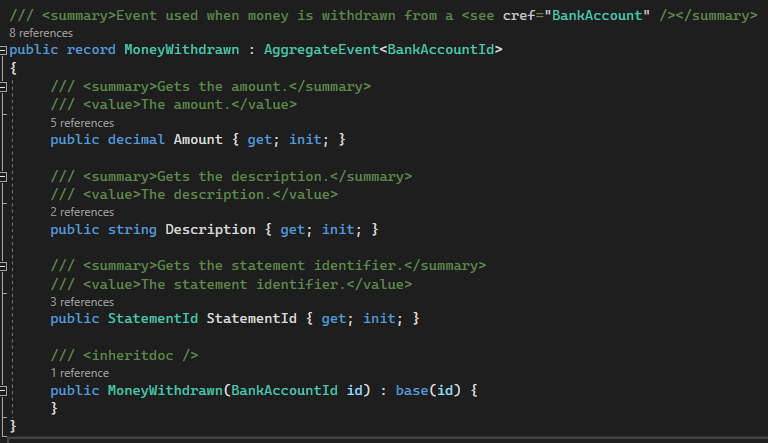 /// <summary>Event used when money is withdrawn from a <see cref="BankAccount" /></summary>
8 references
public record MoneyWithdrawn : AggregateEvent<BankAccountId>
{
/// <summary>Gets the amount.</summary>
/// <value>The amount.</value>
5 references
public decimal Amount { get; init; }
/// <summary>Gets the description.</summary>
/// <value>The description.</value>
2 references
public string Description { get; init; }
/// <summary>Gets the statement identifier.</summary>
/// <value>The statement identifier.</value>
3 references
public StatementId StatementId { get; init; }
/// <inheritdoc />
1 reference
public MoneyWithdrawn(BankAccountId id) : base(id) {
}
}